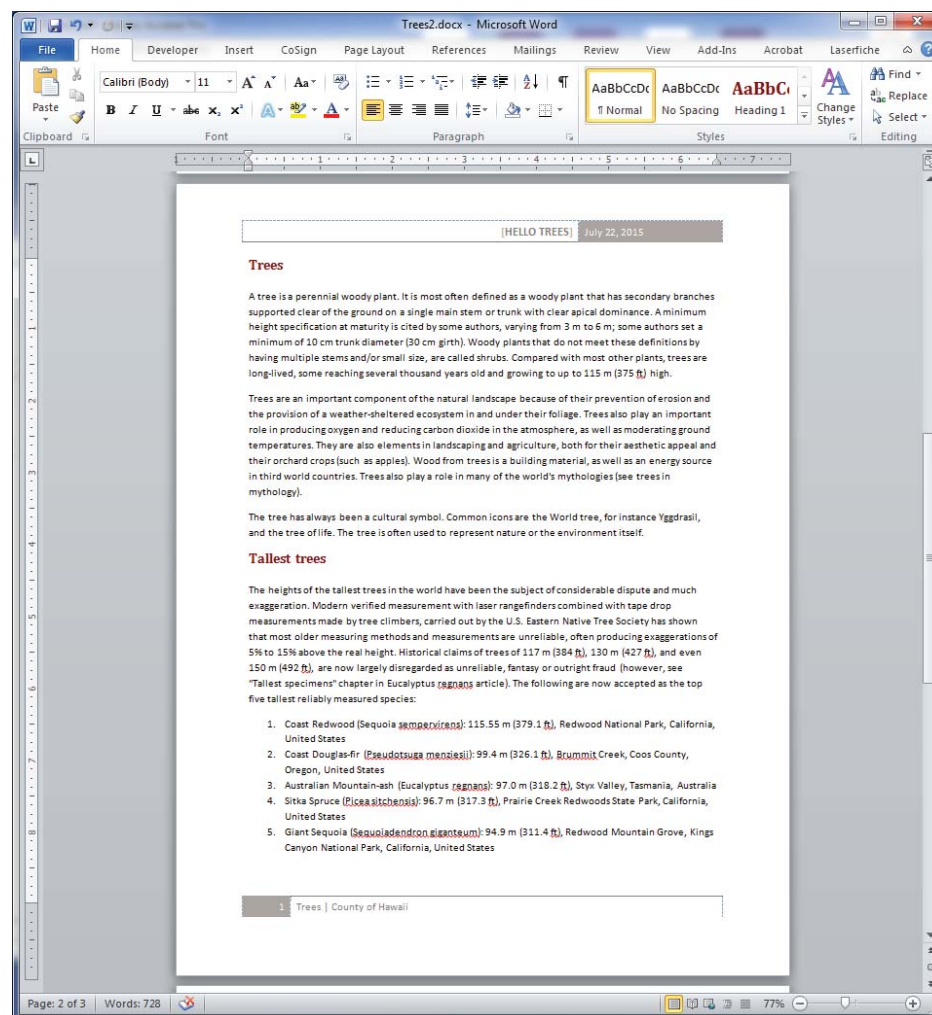 Trees2.docx - Microsoft Word
File Home Developer Insert CoSign Page Layout References Mailings Review View Add-Ins Acrobat Laserfiche
Paste
Calibri (Body) 11
AaBbCcDc AaBbCcDc AaBbC
¶ Normal No Spacing Heading 1
Change Styles
Find
Replace
Select
Clipboard Font Paragraph Styles Editing
1 1 2 3 4 5 6 7
[HELLO TREES] July 22, 2015
Trees
A tree is a perennial woody plant. It is most often defined as a woody plant that has secondary branches
supported clear of the ground on a single main stem or trunk with clear apical dominance. A minimum
height specification at maturity is cited by some authors, varying from 3 m to 6 m; some authors set a
minimum of 10 cm trunk diameter (30 cm girth). Woody plants that do not meet these definitions by
having multiple stems and/or small size, are called shrubs. Compared with most other plants, trees are
long-lived, some reaching several thousand years old and growing to up to 115 m (375 ft) high.
Trees are an important component of the natural landscape because of their prevention of erosion and
the provision of a weather-sheltered ecosystem in and under their foliage. Trees also play an important
role in producing oxygen and reducing carbon dioxide in the atmosphere, as well as moderating ground
temperatures. They are also elements in landscaping and agriculture, both for their aesthetic appeal and
their orchard crops (such as apples). Wood from trees is a building material, as well as an energy source
in third world countries. Trees also play a role in many of the world's mythologies (see trees in
mythology).
The tree has always been a cultural symbol. Common icons are the World tree, for instance Yggdrasil,
and the tree of life. The tree is often used to represent nature or the environment itself.
Tallest trees
The heights of the tallest trees in the world have been the subject of considerable dispute and much
exaggeration. Modern verified measurement with laser rangefinders combined with tape drop
measurements made by tree climbers, carried out by the U.S. Eastern Native Tree Society has shown
that most older measuring methods and measurements are unreliable, often producing exaggerations of
5% to 15% above the real height. Historical claims of trees of 117 m (384 ft), 130 m (427 ft), and even
150 m (492 ft), are now largely disregarded as unreliable, fantasy or outright fraud (however, see
"Tallest specimens" chapter in Eucalyptus regnans article). The following are now accepted as the top
five tallest reliably measured species:
1. Coast Redwood (Sequoia sempervirens): 115.55 m (379.1 ft), Redwood National Park, California,
United States
2. Coast Douglas-fir (Pseudotsuga menziesii): 99.4 m (326.1 ft), Brummit Creek, Coos County,
Oregon, United States
3. Australian Mountain-ash (Eucalyptus regnans): 97.0 m (318.2 ft), Styx Valley, Tasmania, Australia
4. Sitka Spruce (Picea sitchensis): 96.7 m (317.3 ft), Prairie Creek Redwoods State Park, California,
United States
5. Giant Sequoia (Sequoiadendron giganteum): 94.9 m (311.4 ft), Redwood Mountain Grove, Kings
Canyon National Park, California, United States
1 Trees | County of Hawaii
Page: 2 of 3 Words: 728 77%